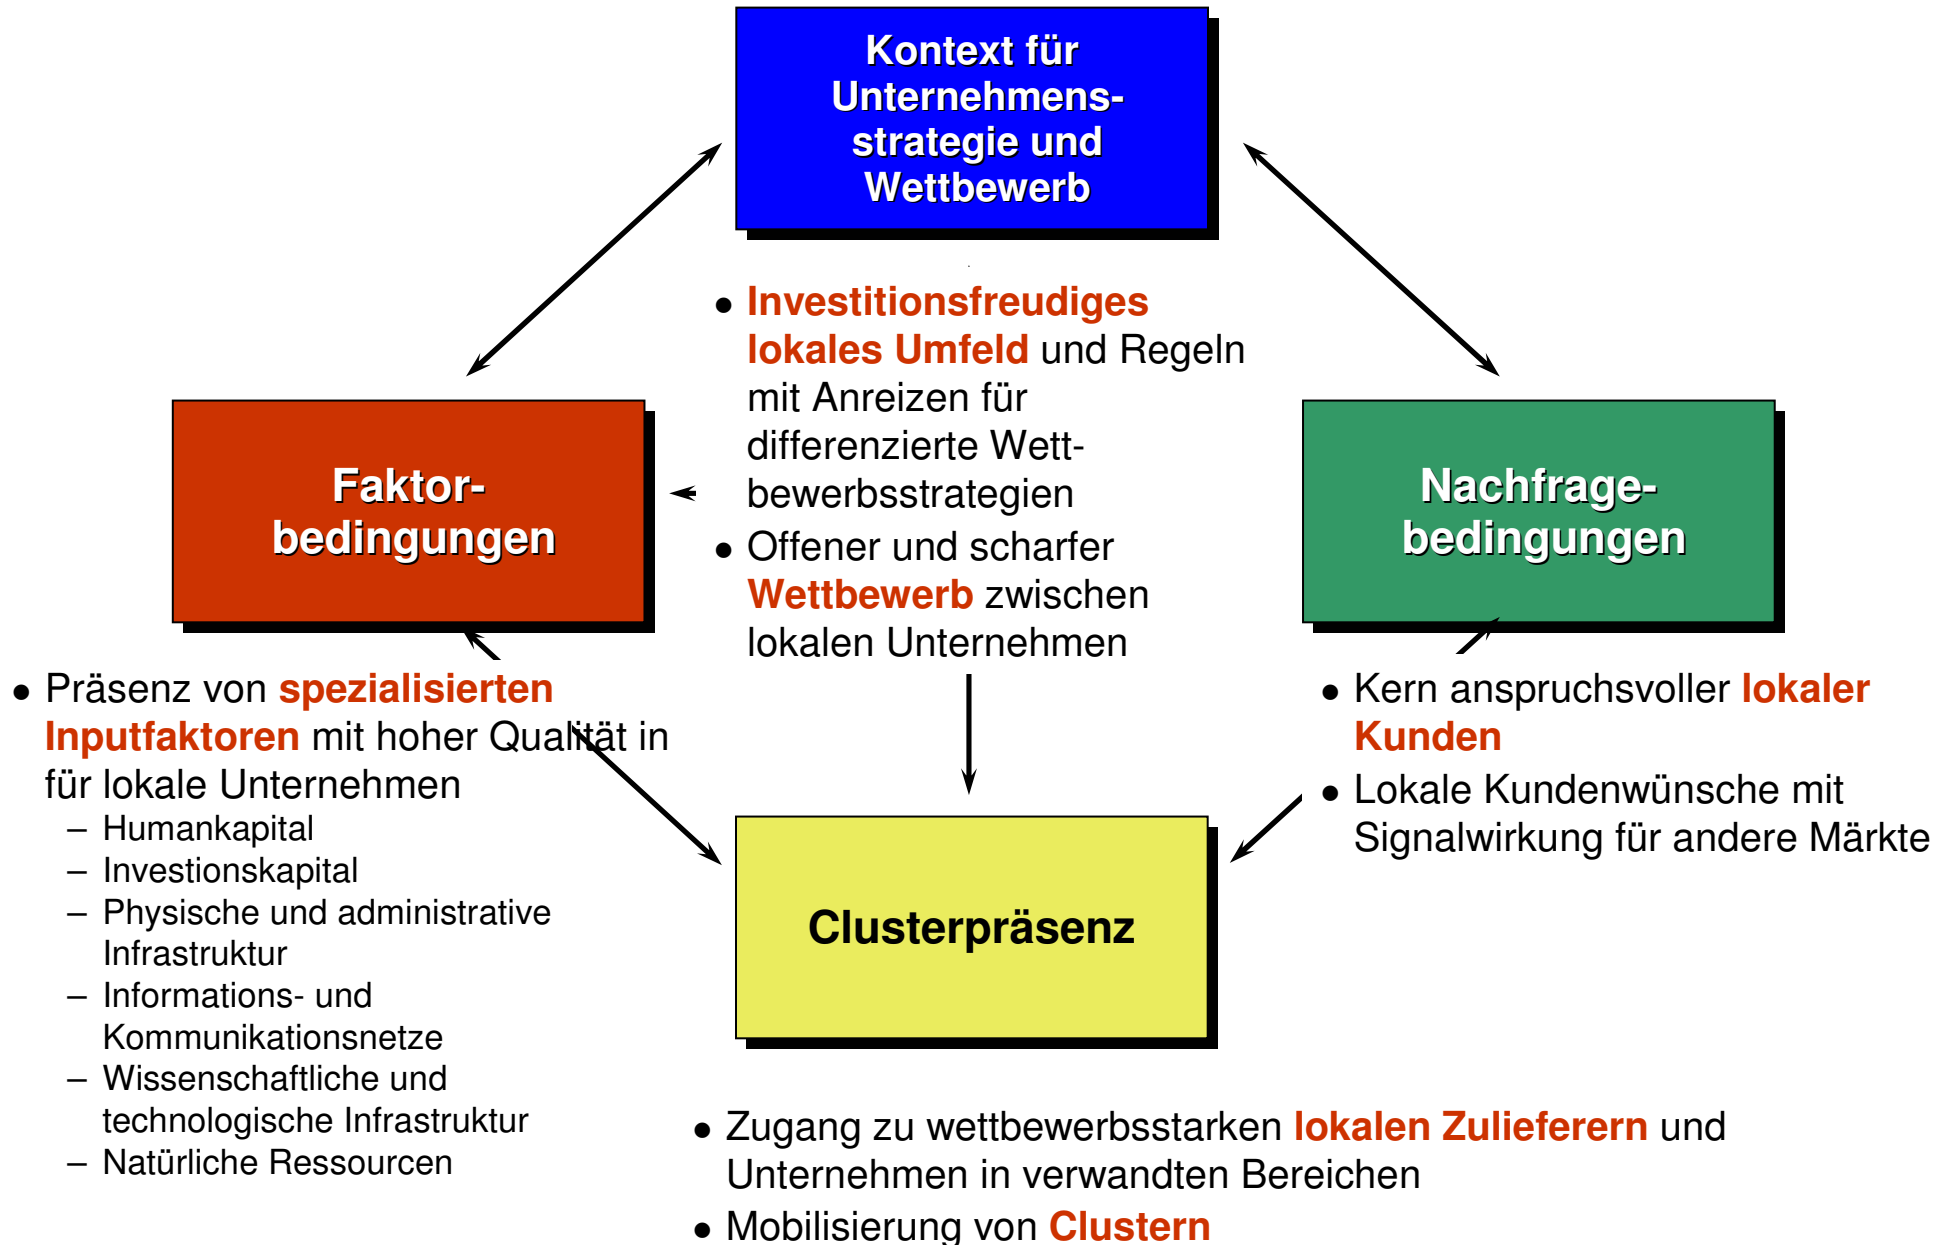 Kontext für
Unternehmens-
strategie und
Wettbewerb
● Investitionsfreudiges
lokales Umfeld und Regeln
mit Anreizen für
differenzierte Wett-
bewerbsstrategien
● Offener und scharfer
Wettbewerb zwischen
lokalen Unternehmen
Faktor-
bedingungen
Nachfrage-
bedingungen
● Präsenz von spezialisierten
Inputfaktoren mit hoher Qualität in
für lokale Unternehmen
– Humankapital
– Investionskapital
– Physische und administrative
Infrastruktur
– Informations- und
Kommunikationsnetze
– Wissenschaftliche und
technologische Infrastruktur
– Natürliche Ressourcen
● Kern anspruchsvoller lokaler
Kunden
● Lokale Kundenwünsche mit
Signalwirkung für andere Märkte
Clusterpräsenz
● Zugang zu wettbewerbsstarken lokalen Zulieferern und
Unternehmen in verwandten Bereichen
● Mobilisierung von Clustern